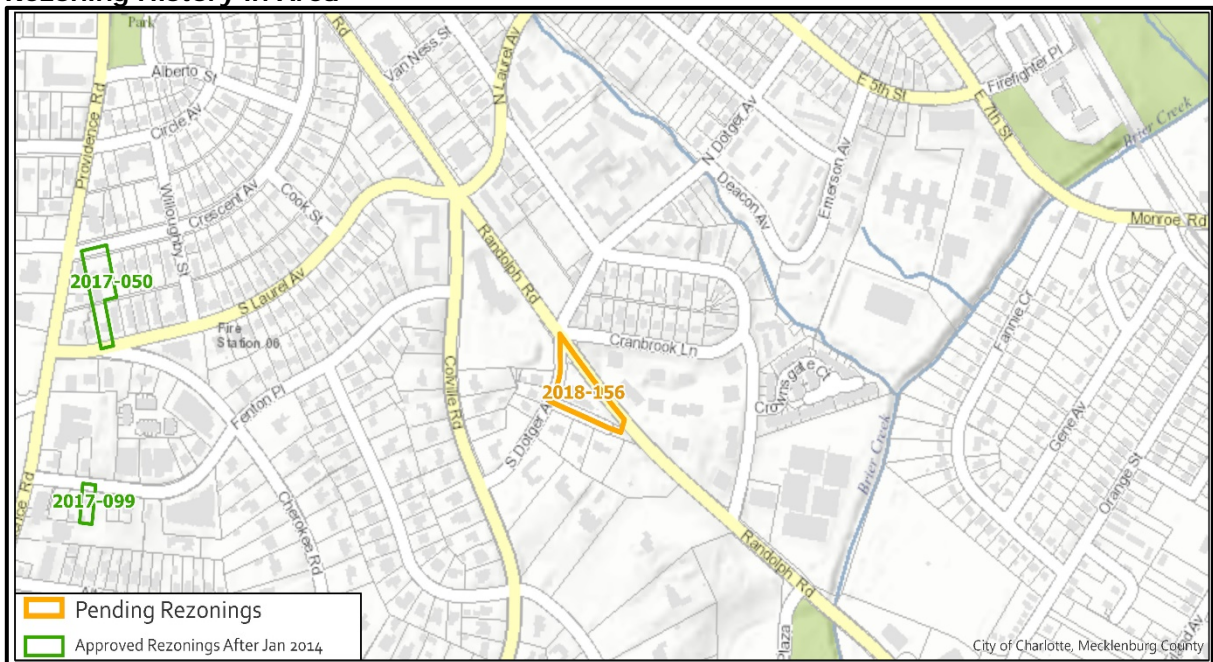 Rezoning History in Area
Park
Rd
Alberto St
Van Ness St
N Laurel Av
E 5th St
Firefighter Pl
Circle Av
Providence Rd
N Dotger Av
E 7th St
Brier Creek
Willoughby St
Crescent Av
Cook St
Deacon Av
Emerson Av
Monroe Rd
2017-050
S Laurel Av
Randolph Rd
Fire
Station 06
Fannie Cr
Cranbrook Ln
Colville Rd
2018-156
Crownsgate Cr
Fenton Pl
S Dotger Av
Gene Av
Brier Creek
Orange St
2017-099
Cherokee Rd
Randolph Rd
Plaza
Pending Rezonings
Approved Rezonings After Jan 2014
City of Charlotte, Mecklenburg County